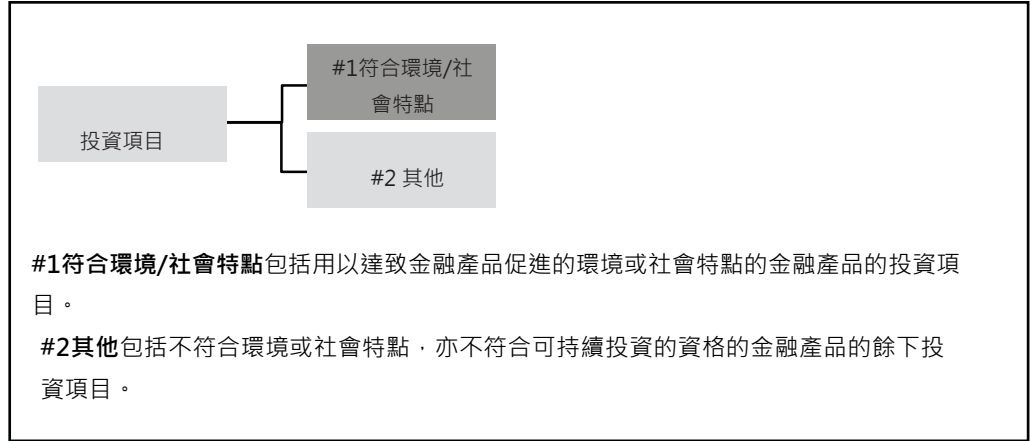 #1符合環境/社
會特點
投資項目
#2 其他
#1符合環境/社會特點包括用以達致金融產品促進的環境或社會特點的金融產品的投資項
目。
#2其他包括不符合環境或社會特點，亦不符合可持續投資的資格的金融產品的餘下投
資項目。